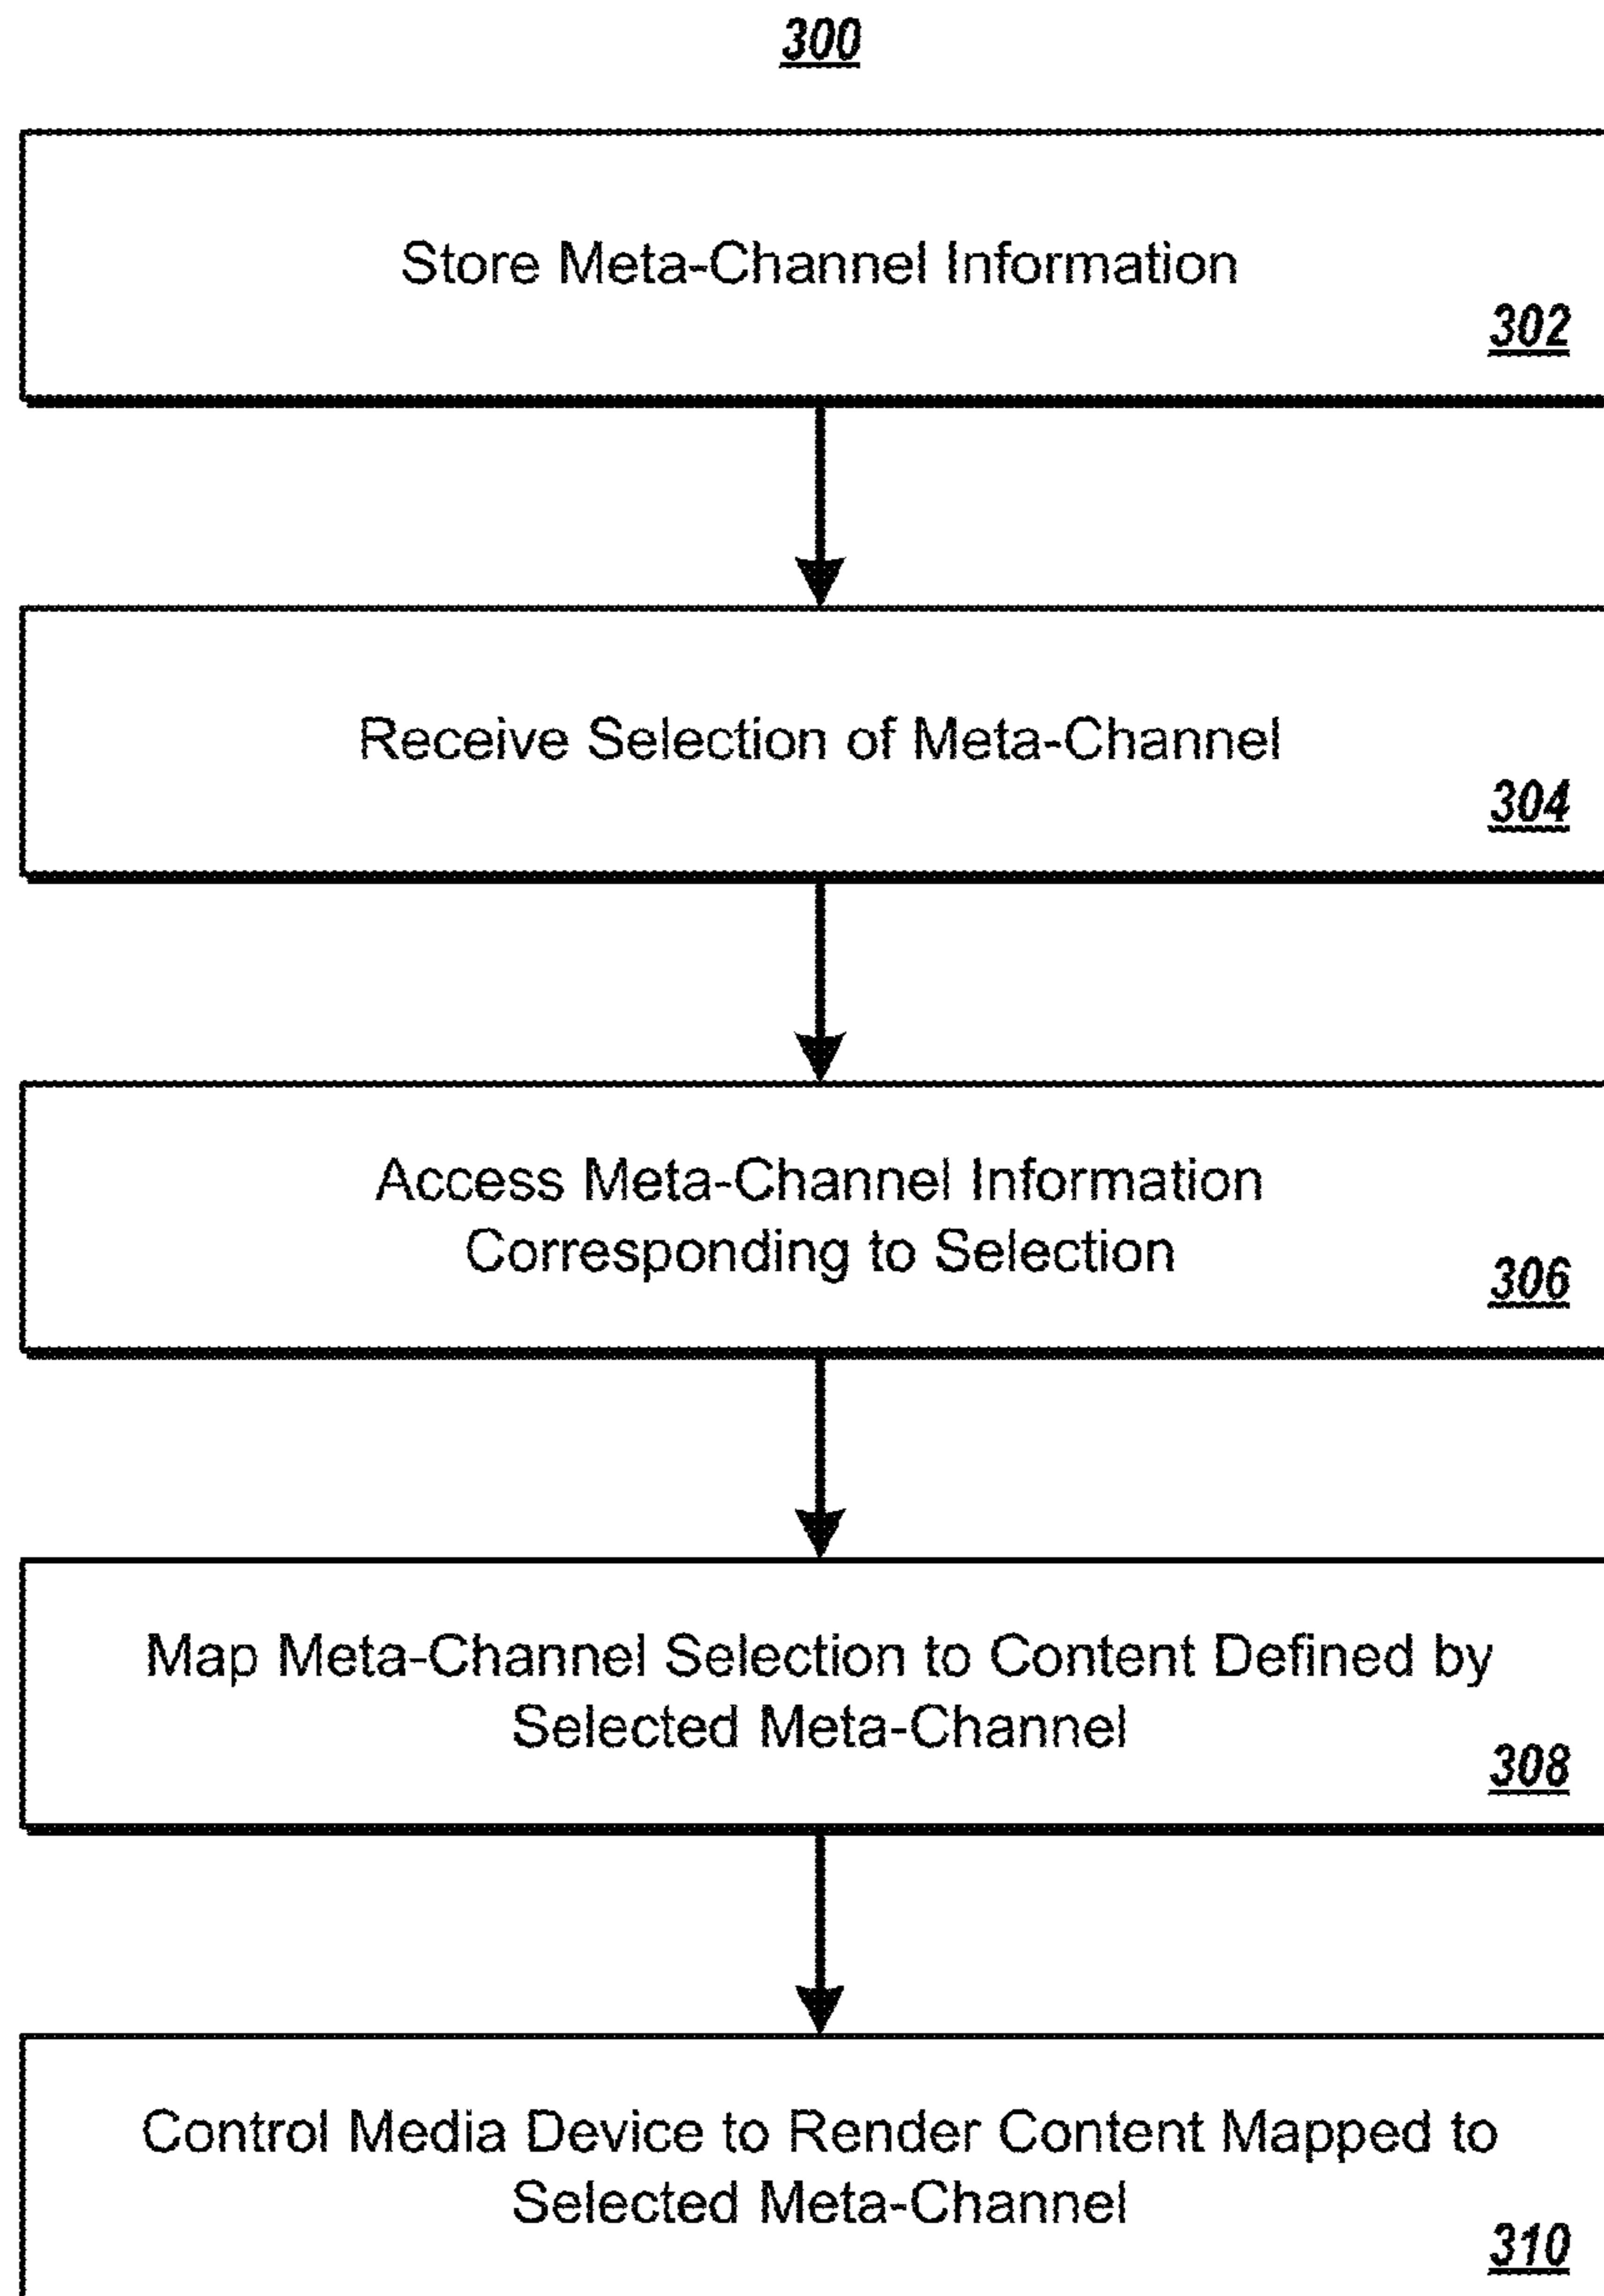 300
Store Meta-Channel Information
302
Receive Selection of Meta-Channel
304
Access Meta-Channel Information
Corresponding to Selection
306
Map Meta-Channel Selection to Content Defined by
Selected Meta-Channel
308
Control Media Device to Render Content Mapped to
Selected Meta-Channel
310